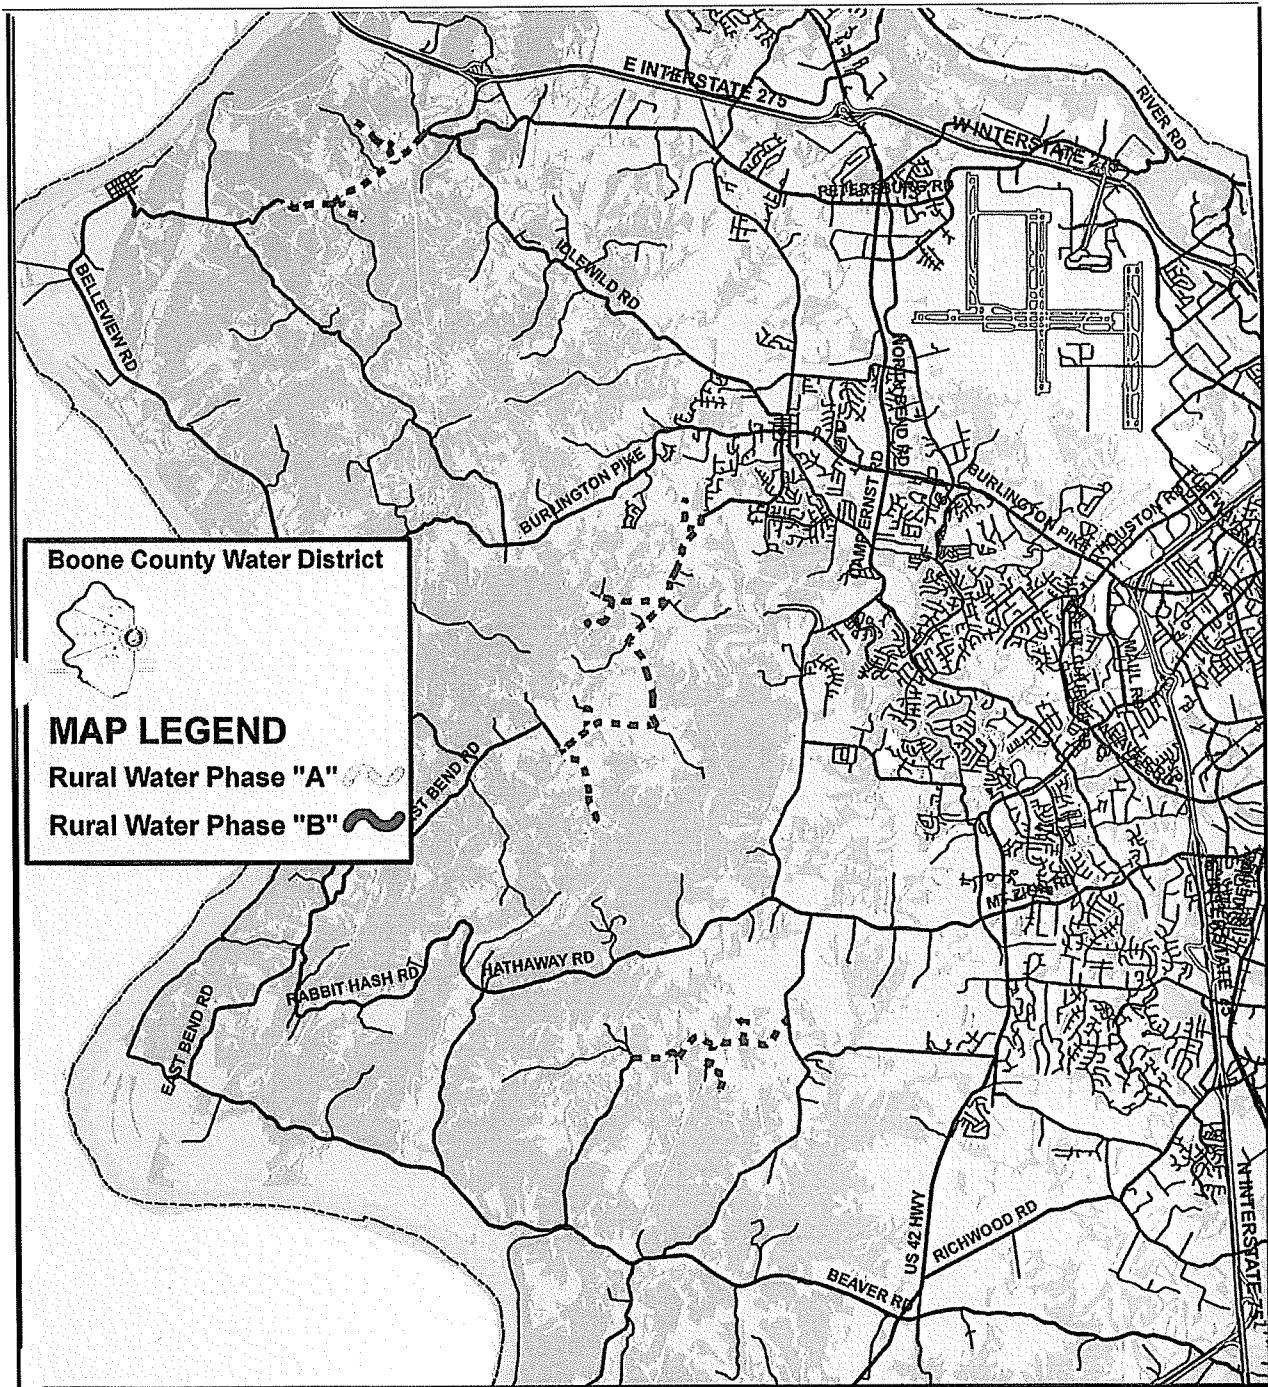 E INTERSTATE 275
RIVER RD
W INTERSTATE 275
PETERSBURG RD
IDLEWILD RD
BELLEVIEW RD
NORTH BEND RD
BURLINGTON PIKE
CAMP ERNST RD
BURLINGTON PIKE
HOUSTON RD
Boone County Water District
MAP LEGEND
Rural Water Phase "A"
Rural Water Phase "B"
MALL RD
ST BEND RD
MT ZION
INTERSTATE 75
HATHAWAY RD
RABBIT HASH RD
EAST BEND RD
US 42 HWY
RICHWOOD RD
BEAVER RD
N INTERSTATE 75